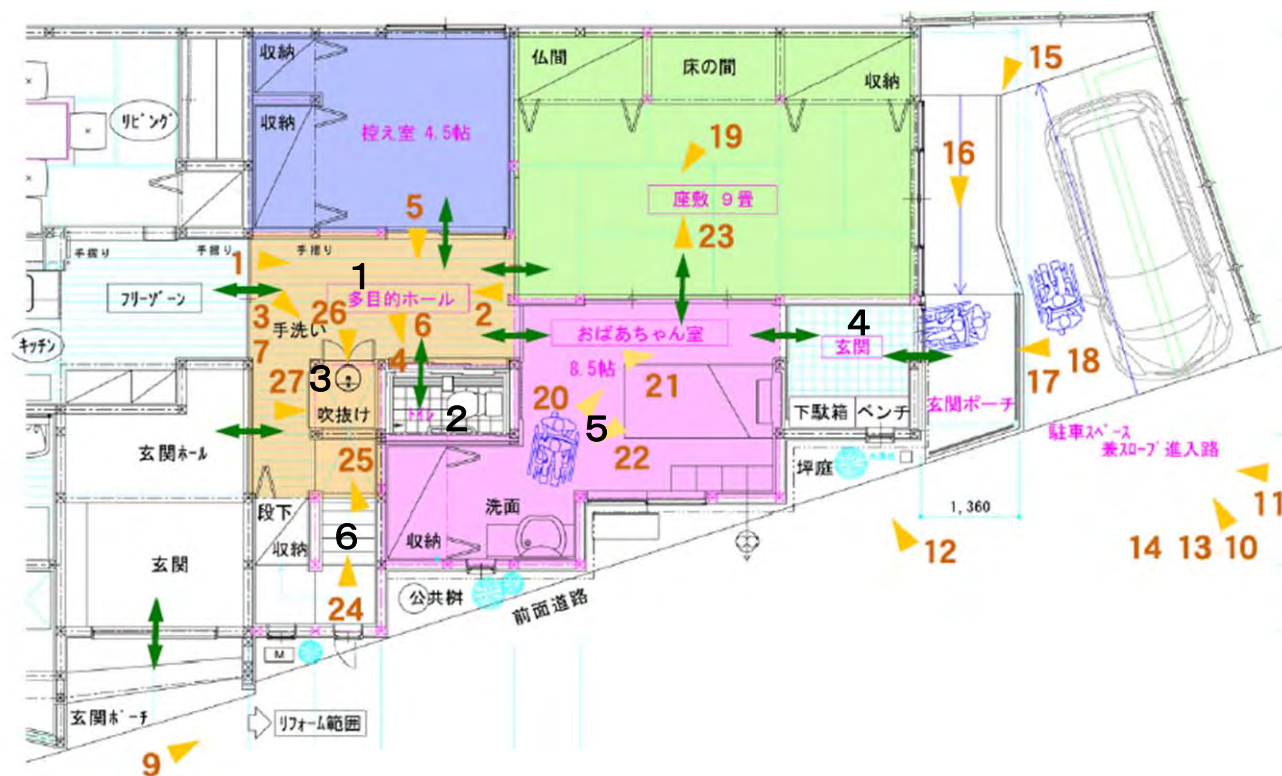 収納
仏間
床の間
収納
15
リビング
収納
控え室 4.5帖
19
16
座敷 9畳
5
23
手摺り
手摺り
手摺り
1
1
フリーゾーン
26
多目的ホール
2
3
手洗い
6
4
おばあちゃん室
4
玄関
キッチン
7
18
17
3
8.5帖
21
27
トイレ
2
20
5
吹抜け
下駄箱
ベンチ
玄関ポーチ
駐車スペース
兼スロープ進入路
玄関ホール
22
坪庭
25
11
段下
収納
洗面
1,360
6
収納
12
14
13
10
玄関
24
公共桝
前面道路
M
玄関ポーチ
リフォーム範囲
9